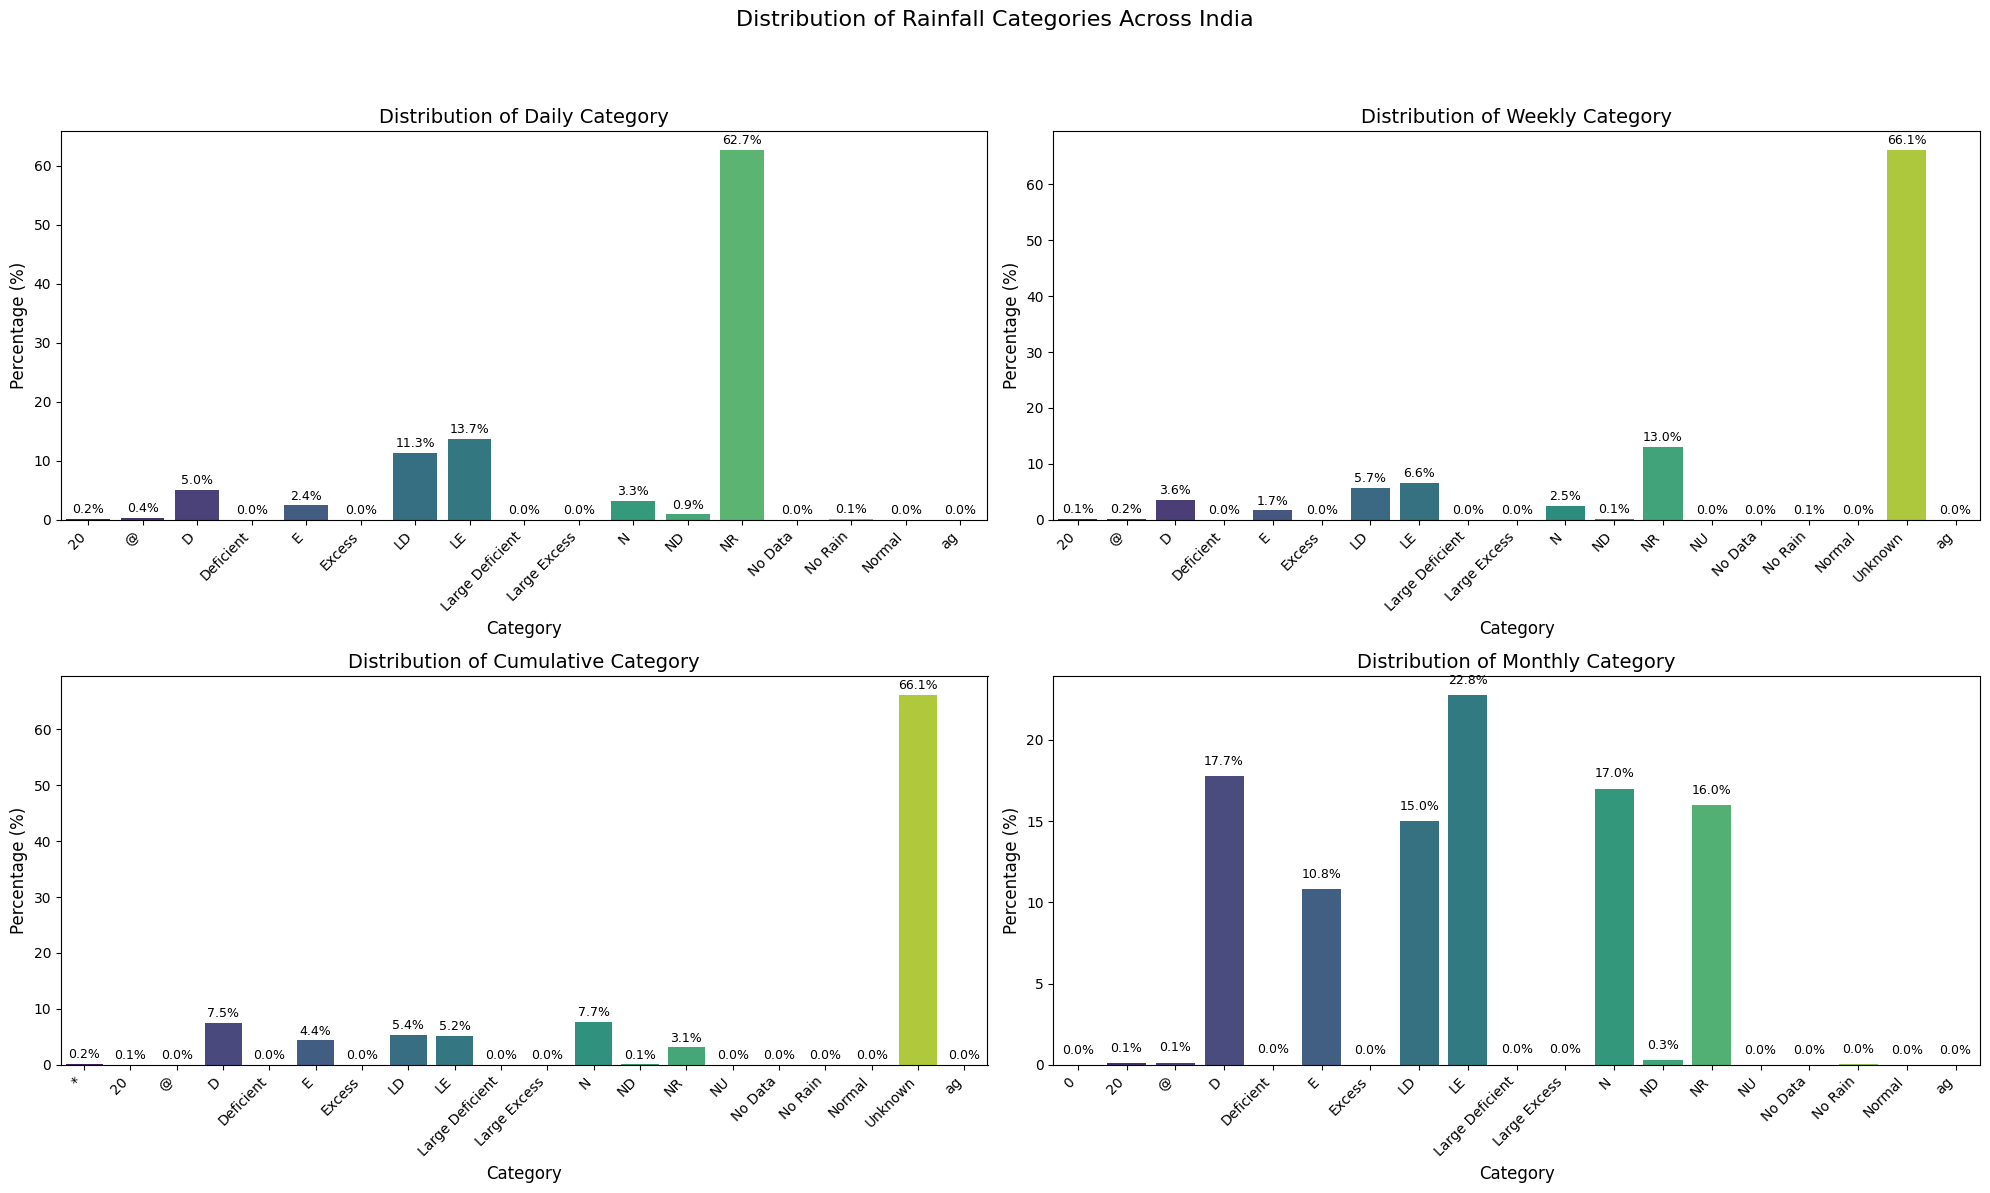 Distribution of Rainfall Categories Across India
Distribution of Daily Category
Percentage (%)
60
50
40
30
20
10
0
0.2%
0.4%
5.0%
0.0%
2.4%
0.0%
11.3%
13.7%
0.0%
0.0%
3.3%
0.9%
62.7%
0.0%
0.1%
0.0%
0.0%
20
@
D
Deficient
E
Excess
LD
LE
Large Deficient
Large Excess
N
ND
NR
No Data
No Rain
Normal
ag
Category
Distribution of Weekly Category
Percentage (%)
60
50
40
30
20
10
0
0.1%
0.2%
3.6%
0.0%
1.7%
0.0%
5.7%
6.6%
0.0%
0.0%
2.5%
0.1%
13.0%
0.0%
0.0%
0.1%
0.0%
66.1%
0.0%
20
@
D
Deficient
E
Excess
LD
LE
Large Deficient
Large Excess
N
ND
NR
NU
No Data
No Rain
Normal
Unknown
ag
Category
Distribution of Cumulative Category
Percentage (%)
60
50
40
30
20
10
0
0.2%
0.1%
0.0%
7.5%
0.0%
4.4%
0.0%
5.4%
5.2%
0.0%
0.0%
7.7%
0.1%
3.1%
0.0%
0.0%
0.0%
0.0%
66.1%
0.0%
*
20
@
D
Deficient
E
Excess
LD
LE
Large Deficient
Large Excess
N
ND
NR
NU
No Data
No Rain
Normal
Unknown
ag
Category
Distribution of Monthly Category
Percentage (%)
20
15
10
5
0
0.0%
0.1%
0.1%
17.7%
0.0%
10.8%
0.0%
15.0%
22.8%
0.0%
0.0%
17.0%
0.3%
16.0%
0.0%
0.0%
0.0%
0.0%
0.0%
0
20
@
D
Deficient
E
Excess
LD
LE
Large Deficient
Large Excess
N
ND
NR
NU
No Data
No Rain
Normal
ag
Category